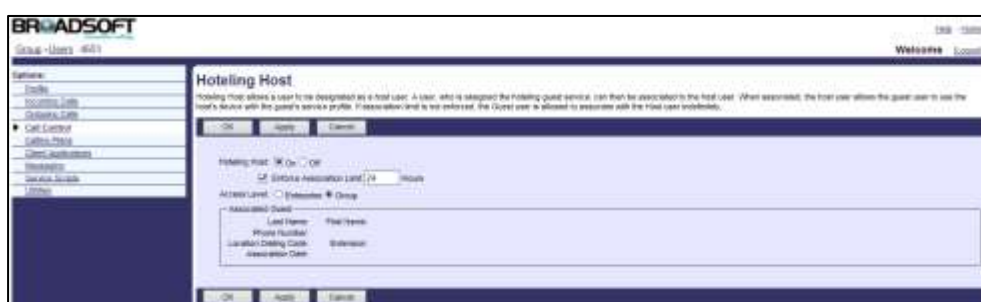 BROADSOFT
Help - Home
Group > Users : 4601
Welcome
Options:
Profile
Incoming Calls
Outgoing Calls
Call Control
Calling Plans
Client Applications
Messaging
Service Scripts
Utilities
Hoteling Host
Hoteling Host allows a user to be designated as a host user. A user, who is assigned the hoteling guest service, can then be associated to the host user. When associated, the host user allows the guest user to use the
host's device with the guest's service profile. If association limit is not enforced, the Guest user is allowed to associate with the Host user indefinitely.
OK Apply Cancel
Hoteling Host: On Off
Enforce Association Limit 24 Hours
Access Level: Enterprise Group
Associated Guest
Last Name: First Name:
Phone Number:
Location Dialing Code: Extension:
Association Date:
OK Apply Cancel